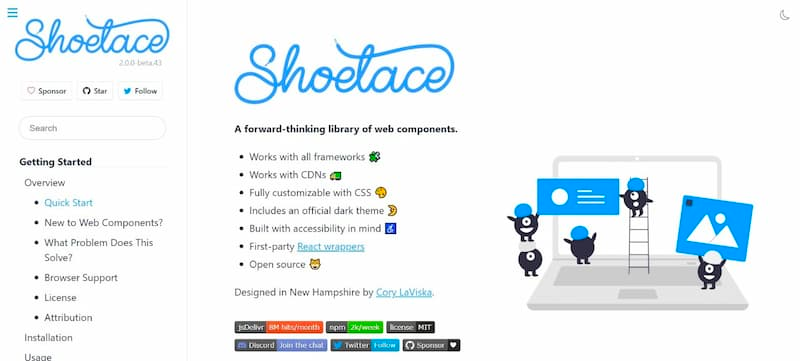 Shoelace
2.0.0-beta.43
Sponsor
Star
Follow
Search
Getting Started
Overview
Quick Start
New to Web Components?
What Problem Does This
Solve?
Browser Support
License
Attribution
Installation
Usage
Shoelace
A forward-thinking library of web components.
Works with all frameworks
Works with CDNs
Fully customizable with CSS
Includes an official dark theme
Built with accessibility in mind
First-party React wrappers
Open source
Designed in New Hampshire by Cory LaViska.
jsDelivr 8M hits/month npm 2k/week license MIT
Discord Join the chat Twitter Follow Sponsor